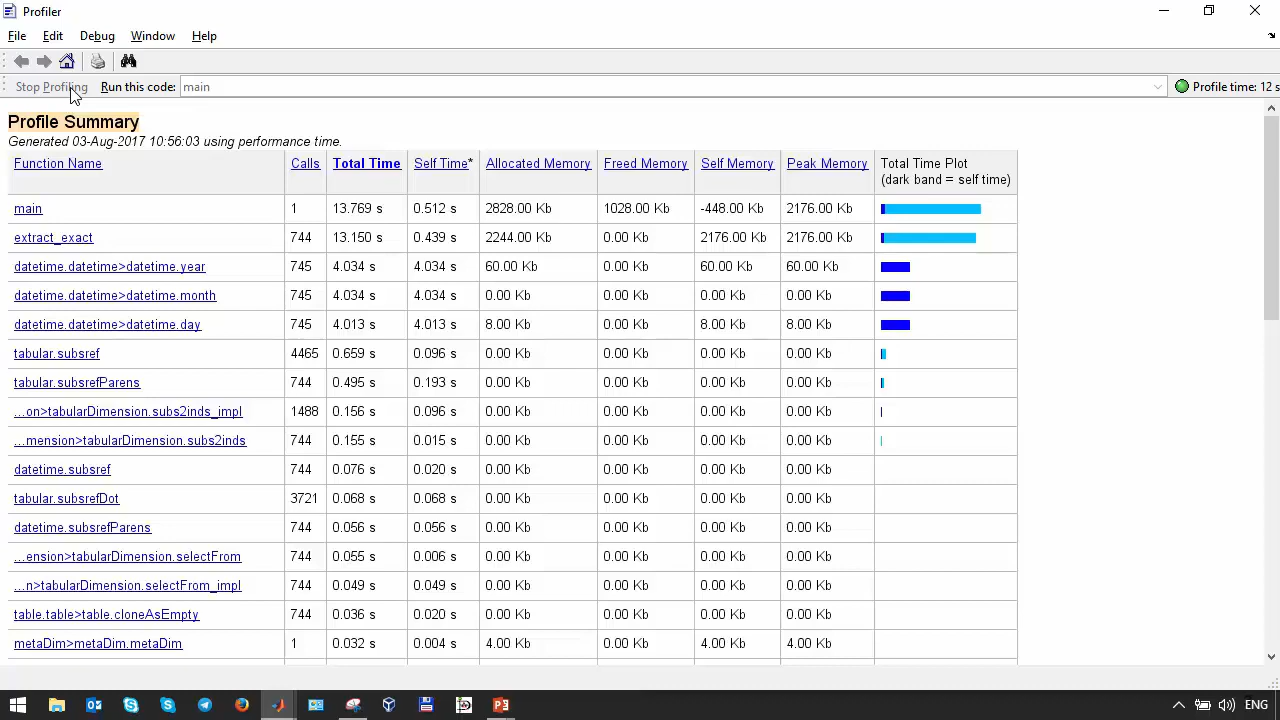 Profiler
File Edit Debug Window Help
Stop Profiling Run this code: main Profile time: 12 s
Profile Summary
Generated 03-Aug-2017 10:56:03 using performance time.
Function Name Calls Total Time Self Time* Allocated Memory Freed Memory Self Memory Peak Memory Total Time Plot
(dark band = self time)
main 1 13.769 s 0.512 s 2828.00 Kb 1028.00 Kb -448.00 Kb 2176.00 Kb
extract_exact 744 13.150 s 0.439 s 2244.00 Kb 0.00 Kb 2176.00 Kb 2176.00 Kb
datetime.datetime>datetime.year 745 4.034 s 4.034 s 60.00 Kb 0.00 Kb 60.00 Kb 60.00 Kb
datetime.datetime>datetime.month 745 4.034 s 4.034 s 0.00 Kb 0.00 Kb 0.00 Kb 0.00 Kb
datetime.datetime>datetime.day 745 4.013 s 4.013 s 8.00 Kb 0.00 Kb 8.00 Kb 8.00 Kb
tabular.subsref 4465 0.659 s 0.096 s 0.00 Kb 0.00 Kb 0.00 Kb 0.00 Kb
tabular.subsrefParens 744 0.495 s 0.193 s 0.00 Kb 0.00 Kb 0.00 Kb 0.00 Kb
...on>tabularDimension.subs2inds_impl 1488 0.156 s 0.096 s 0.00 Kb 0.00 Kb 0.00 Kb 0.00 Kb
...mension>tabularDimension.subs2inds 744 0.155 s 0.015 s 0.00 Kb 0.00 Kb 0.00 Kb 0.00 Kb
datetime.subsref 744 0.076 s 0.020 s 0.00 Kb 0.00 Kb 0.00 Kb 0.00 Kb
tabular.subsrefDot 3721 0.068 s 0.068 s 0.00 Kb 0.00 Kb 0.00 Kb 0.00 Kb
datetime.subsrefParens 744 0.056 s 0.056 s 0.00 Kb 0.00 Kb 0.00 Kb 0.00 Kb
...ension>tabularDimension.selectFrom 744 0.055 s 0.006 s 0.00 Kb 0.00 Kb 0.00 Kb 0.00 Kb
...n>tabularDimension.selectFrom_impl 744 0.049 s 0.049 s 0.00 Kb 0.00 Kb 0.00 Kb 0.00 Kb
table.table>table.cloneAsEmpty 744 0.036 s 0.020 s 0.00 Kb 0.00 Kb 0.00 Kb 0.00 Kb
metaDim>metaDim.metaDim 1 0.032 s 0.004 s 4.00 Kb 0.00 Kb 4.00 Kb 4.00 Kb
ENG